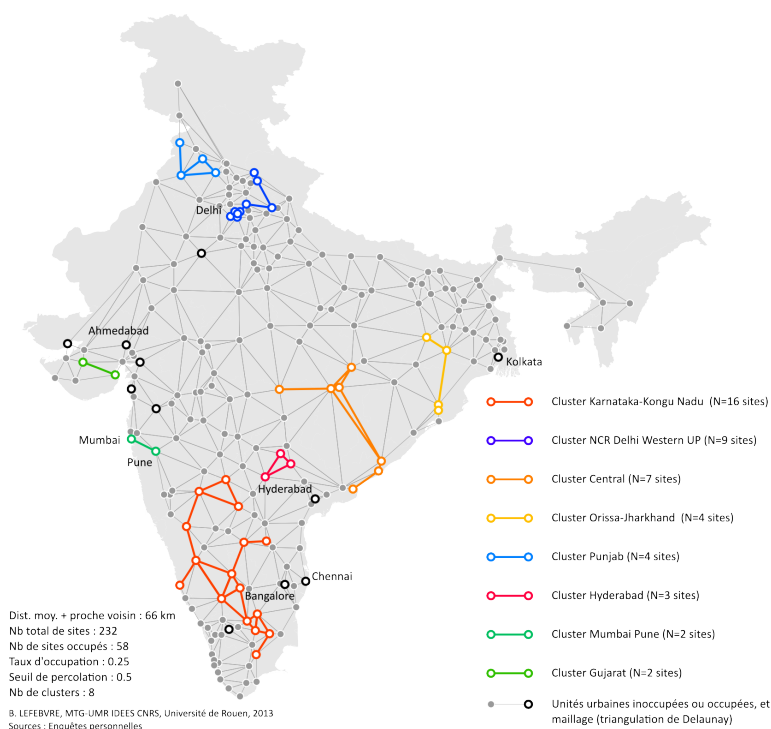 Delhi
Ahmedabad
Kolkata
Mumbai
Pune
Hyderabad
Chennai
Bangalore
Cluster Karnataka-Kongu Nadu (N=16 sites)
Cluster NCR Delhi Western UP (N=9 sites)
Cluster Central (N=7 sites)
Cluster Orissa-Jharkhand (N=4 sites)
Cluster Punjab (N=4 sites)
Cluster Hyderabad (N=3 sites)
Cluster Mumbai Pune (N=2 sites)
Cluster Gujarat (N=2 sites)
Unités urbaines inoccupées ou occupées, et
maillage (triangulation de Delaunay)
Dist. moy. + proche voisin : 66 km
Nb total de sites : 232
Nb de sites occupés : 58
Taux d'occupation : 0.25
Seuil de percolation : 0.5
Nb de clusters : 8
B. LEFEBVRE, MTG-UMR IDEES CNRS, Université de Rouen, 2013
Sources : Enquêtes personnelles